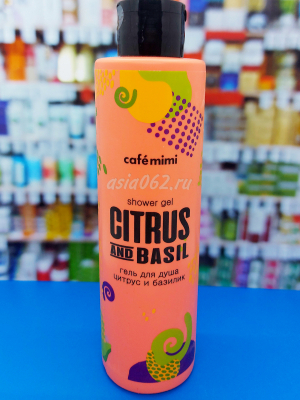 café mimi
asia062.ru
shower gel
CITRUS
AND BASIL
гель для душа
цитрус и базилик